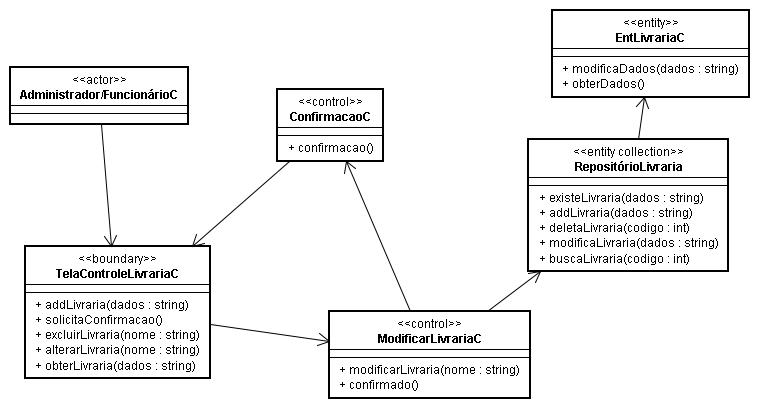 <<entity>>
EntLivrariaC
+ modificaDados(dados : string)
+ obterDados()
<<actor>>
Administrador/FuncionárioC
<<control>>
ConfirmacaoC
+ confirmacao()
<<entity collection>>
RepositórioLivraria
+ existeLivraria(dados : string)
+ addLivraria(dados : string)
+ deletaLivraria(codigo : int)
+ modificaLivraria(dados : string)
+ buscaLivraria(codigo : int)
<<boundary>>
TelaControleLivrariaC
+ addLivraria(dados : string)
+ solicitaConfirmacao()
+ excluirLivraria(nome : string)
+ alterarLivraria(nome : string)
+ obterLivraria(dados : string)
<<control>>
ModificarLivrariaC
+ modificarLivraria(nome : string)
+ confirmado()